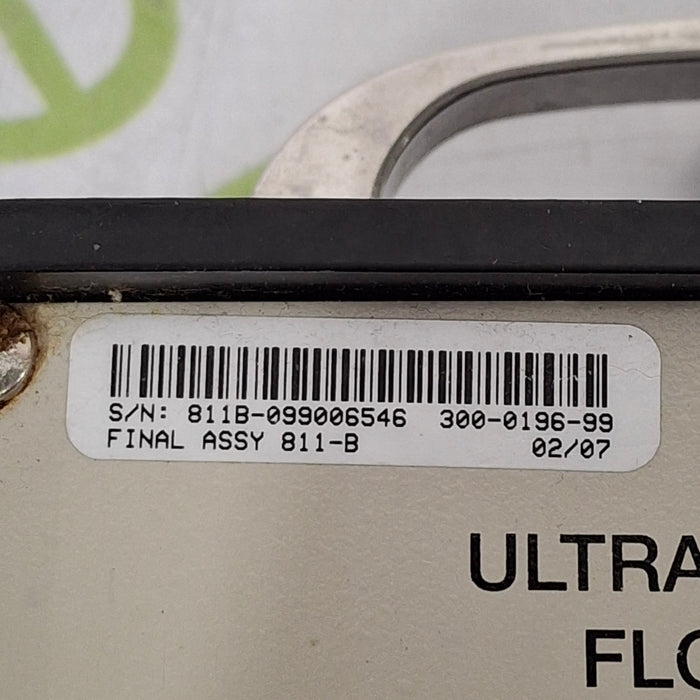 S/N: 811B-099006546 300-0196-99
FINAL ASSY 811-B 02/07
ULTRA
FLO